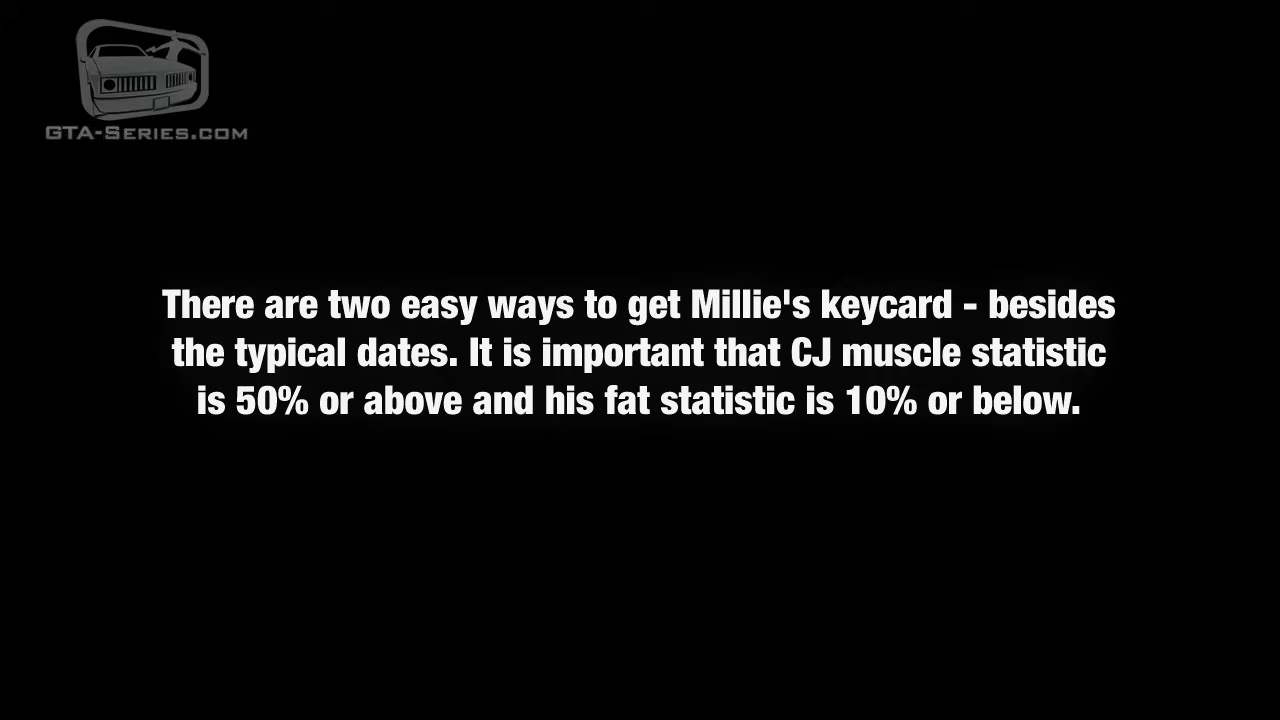 GTA-Series.com
There are two easy ways to get Millie's keycard - besides
the typical dates. It is important that CJ muscle statistic
is 50% or above and his fat statistic is 10% or below.